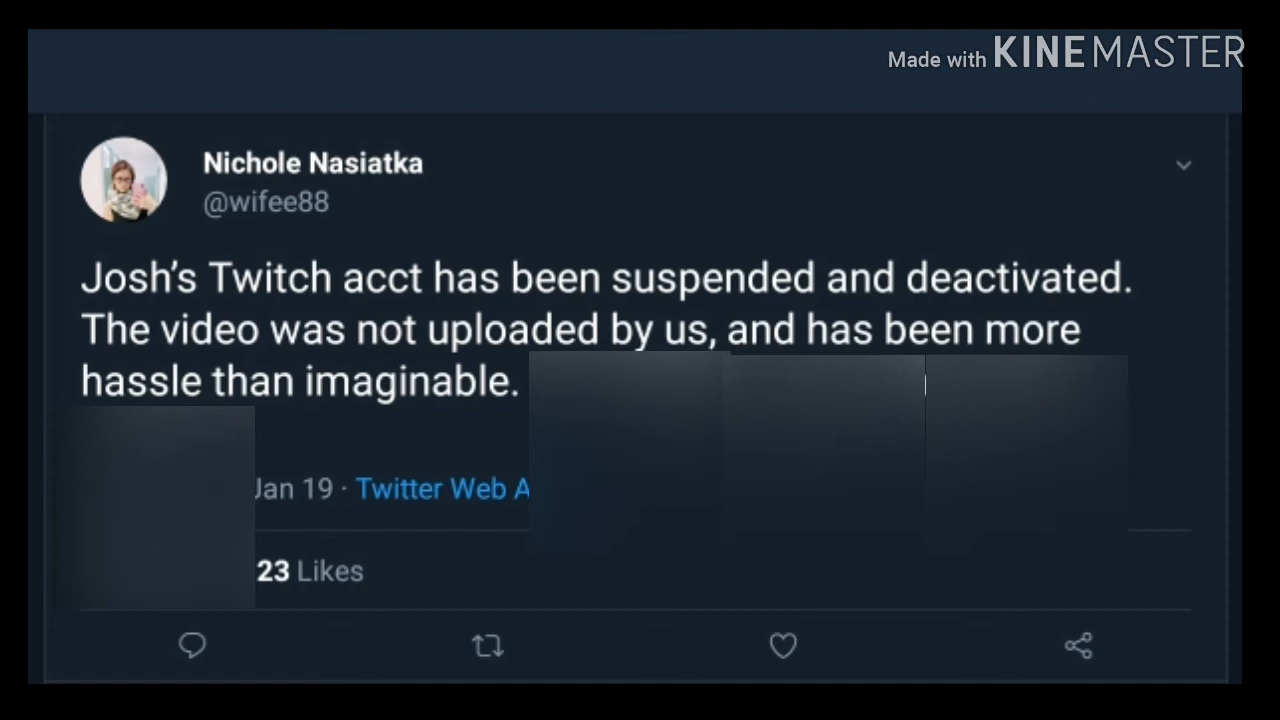 Made with KINEMASTER
Nichole Nasiatka
@wifee88
Josh’s Twitch acct has been suspended and deactivated.
The video was not uploaded by us, and has been more
hassle than imaginable.
Jan 19 · Twitter Web A
23 Likes